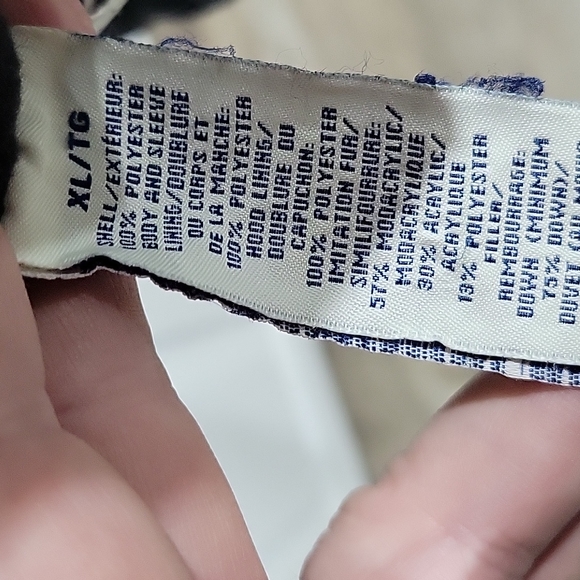 XL/TG
SHELL/EXTÉRIEUR:
100% POLYESTER
BODY AND SLEEVE
LINING/DOUBLURE
DU CORPS ET
DE LA MANCHE:
100% POLYESTER
HOOD LINING/
DOUBLURE DU
CAPUCHON:
100% POLYESTER
IMITATION FUR/
SIMILIFOURRURE:
57% MODACRYLIC/
MODACRYLIQUE
30% ACRYLIC/
ACRYLIQUE
13% POLYESTER
FILLER/
REMBOURRAGE:
DOWN (MINIMUM
75% DOWN)/
DUVET